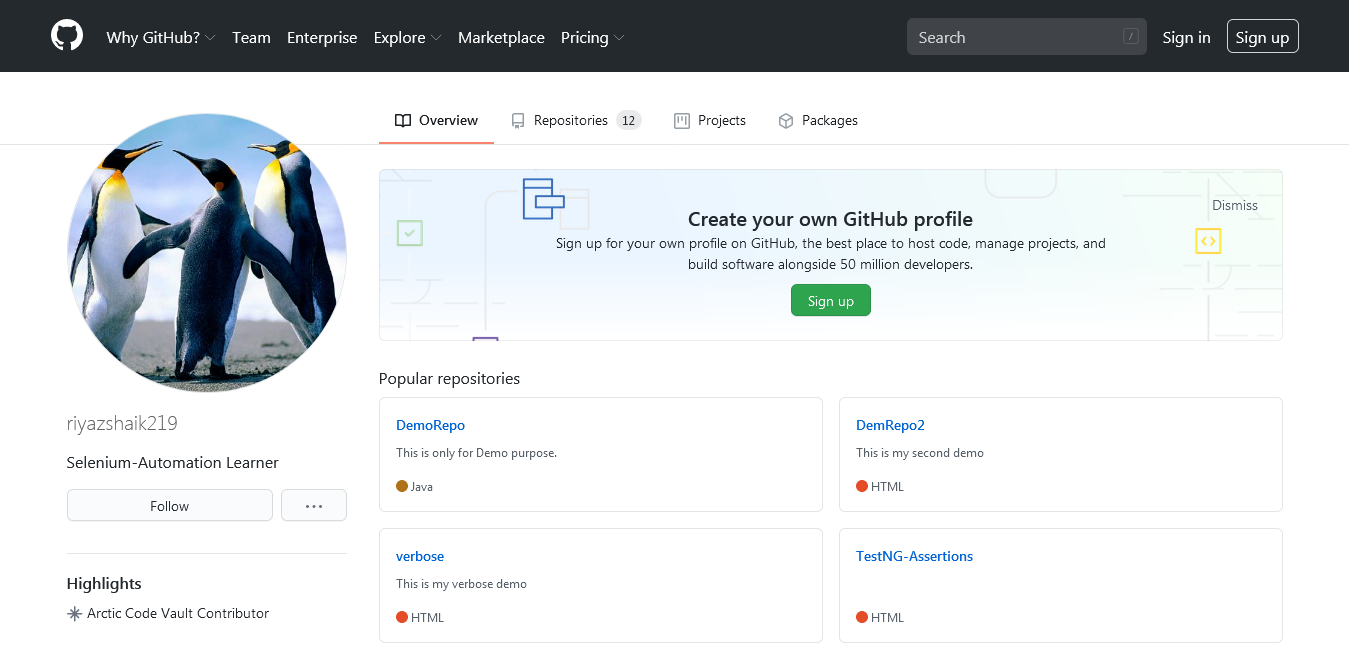 Why GitHub? Team Enterprise Explore Marketplace Pricing Search / Sign in Sign up
Overview Repositories 12 Projects Packages
Dismiss
Create your own GitHub profile
Sign up for your own profile on GitHub, the best place to host code, manage projects, and
build software alongside 50 million developers.
Sign up
riyazshaik219
Selenium-Automation Learner
Follow ...
Highlights
Arctic Code Vault Contributor
Popular repositories
DemoRepo
This is only for Demo purpose.
Java
DemRepo2
This is my second demo
HTML
verbose
This is my verbose demo
HTML
TestNG-Assertions
HTML